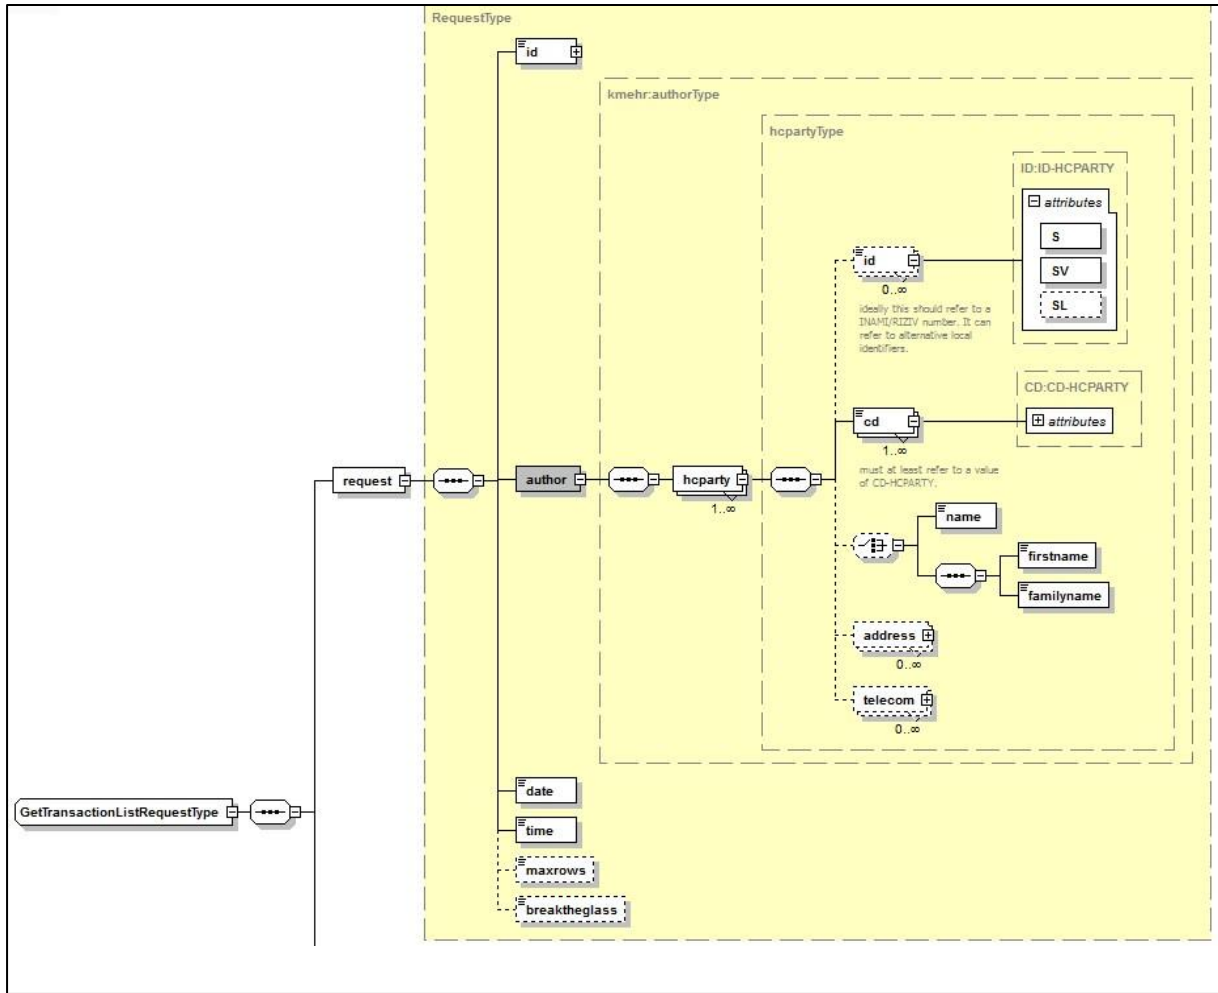 RequestType
id
kmehr:authorType
hcpartyType
ID:ID-HCPARTY
attributes
S
SV
SL
id
0..∞
ideally this should refer to a
INAMI/RIZIV number. It can
refer to alternative local
identifiers.
CD:CD-HCPARTY
attributes
cd
1..∞
must at least refer to a value
of CD-HCPARTY.
request
author
hcparty
1..∞
name
firstname
familyname
address
0..∞
telecom
0..∞
date
GetTransactionListRequestType
time
maxrows
breaktheglass